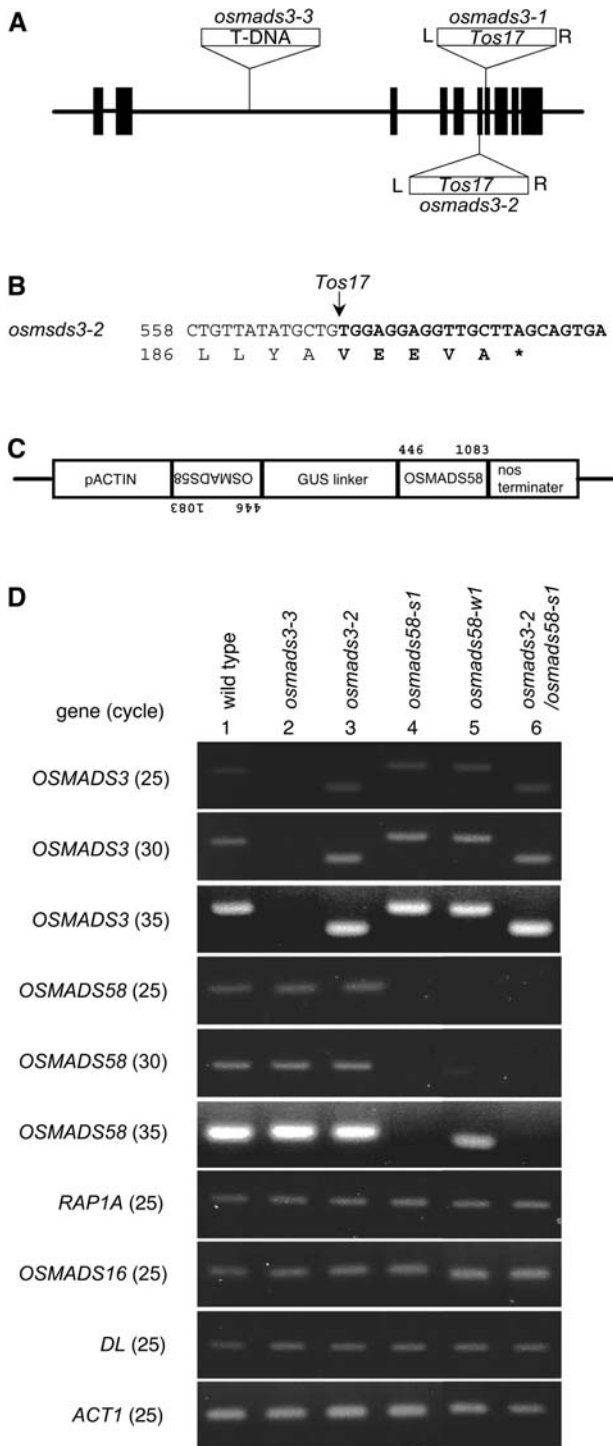 A
osmads3-3
T-DNA
osmads3-1
L Tos17 R
L Tos17 R
osmads3-2
B
Tos17
osmsds3-2 558 CTGTTATATGCTGTGGAGGAGGTTGCTTAGCAGTGA
186 L L Y A V E E V A *
C
446 1083
pACTIN OSMADS58 GUS linker OSMADS58 nos
terminater
1083 446
D
wild type
osmads3-3
osmads3-2
osmads58-s1
osmads58-w1
osmads3-2
/osmads58-s1
gene (cycle)
1 2 3 4 5 6
OSMADS3 (25)
OSMADS3 (30)
OSMADS3 (35)
OSMADS58 (25)
OSMADS58 (30)
OSMADS58 (35)
RAP1A (25)
OSMADS16 (25)
DL (25)
ACT1 (25)